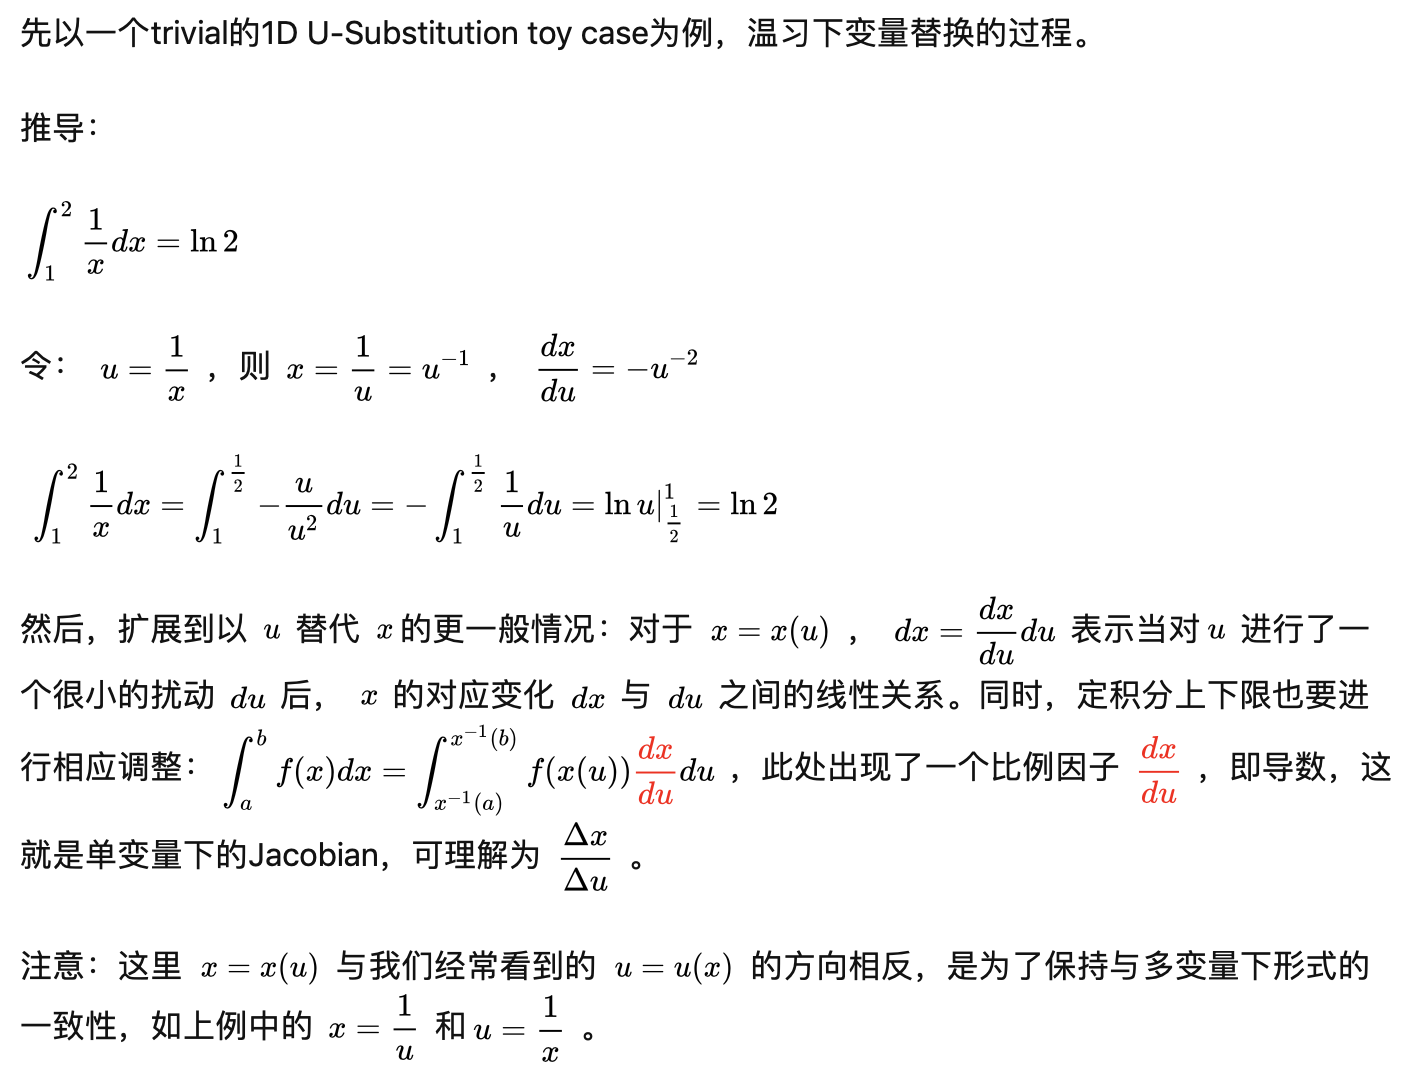 先以一个trivial的1D U-Substitution toy case为例，温习下变量替换的过程。
推导：
$\int_1^2 \frac{1}{x} dx = \ln 2$
令： $u = \frac{1}{x}$ ，则 $x = \frac{1}{u} = u^{-1}$ ， $\frac{dx}{du} = -u^{-2}$
$\int_1^2 \frac{1}{x} dx = \int_1^{\frac{1}{2}} -\frac{u}{u^2} du = -\int_1^{\frac{1}{2}} \frac{1}{u} du = \ln u|_{\frac{1}{2}}^1 = \ln 2$
然后，扩展到以 $u$ 替代 $x$ 的更一般情况：对于 $x = x(u)$ ， $dx = \frac{dx}{du} du$ 表示当对 $u$ 进行了一
个很小的扰动 $du$ 后， $x$ 的对应变化 $dx$ 与 $du$ 之间的线性关系。同时，定积分上下限也要进
行相应调整： $\int_a^b f(x)dx = \int_{x^{-1}(a)}^{x^{-1}(b)} f(x(u)) \frac{dx}{du} du$ ，此处出现了一个比例因子 $\frac{dx}{du}$ ，即导数，这
就是单变量下的Jacobian，可理解为 $\frac{\Delta x}{\Delta u}$ 。
注意：这里 $x = x(u)$ 与我们经常看到的 $u = u(x)$ 的方向相反，是为了保持与多变量下形式的
一致性，如上例中的 $x = \frac{1}{u}$ 和 $u = \frac{1}{x}$ 。